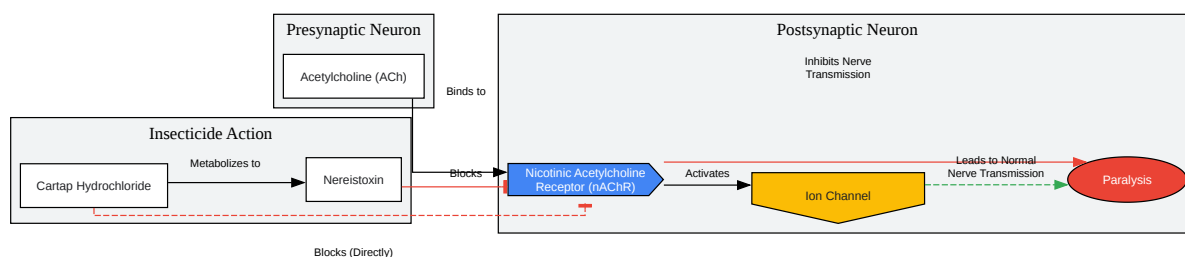 Presynaptic Neuron
Acetylcholine (ACh)
Postsynaptic Neuron
Inhibits Nerve
Transmission
Binds to
Insecticide Action
Metabolizes to
Cartap Hydrochloride
Nereistoxin
Blocks
Nicotinic Acetylcholine
Receptor (nAChR)
Activates
Ion Channel
Leads to Normal
Nerve Transmission
Paralysis
Blocks (Directly)